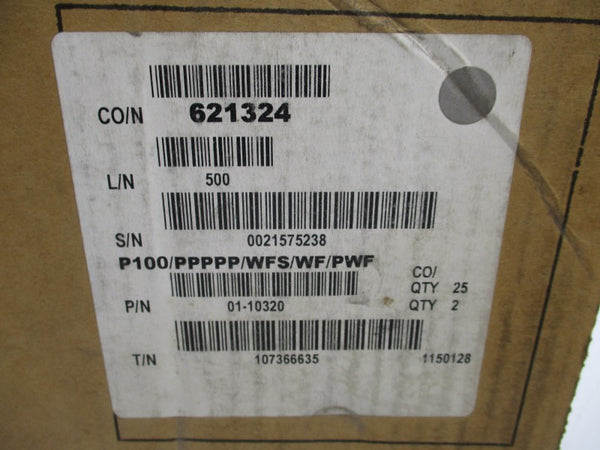 CO/N 621324
L/N 500
S/N 0021575238
P100/PPPPP/WFS/WF/PWF
CO/
QTY 25
P/N 01-10320 QTY 2
T/N 107366635 1150128